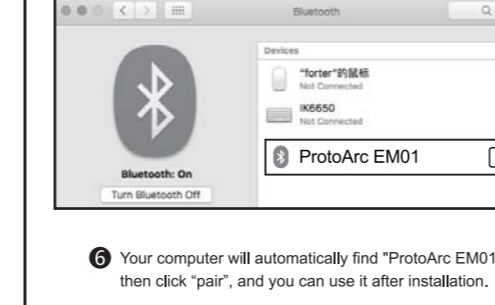 Bluetooth
Devices
"forter"的鼠标
Not Connected
IK6650
Not Connected
ProtoArc EM01
Bluetooth: On
Turn Bluetooth Off
6 Your computer will automatically find "ProtoArc EM01
then click “pair”, and you can use it after installation.